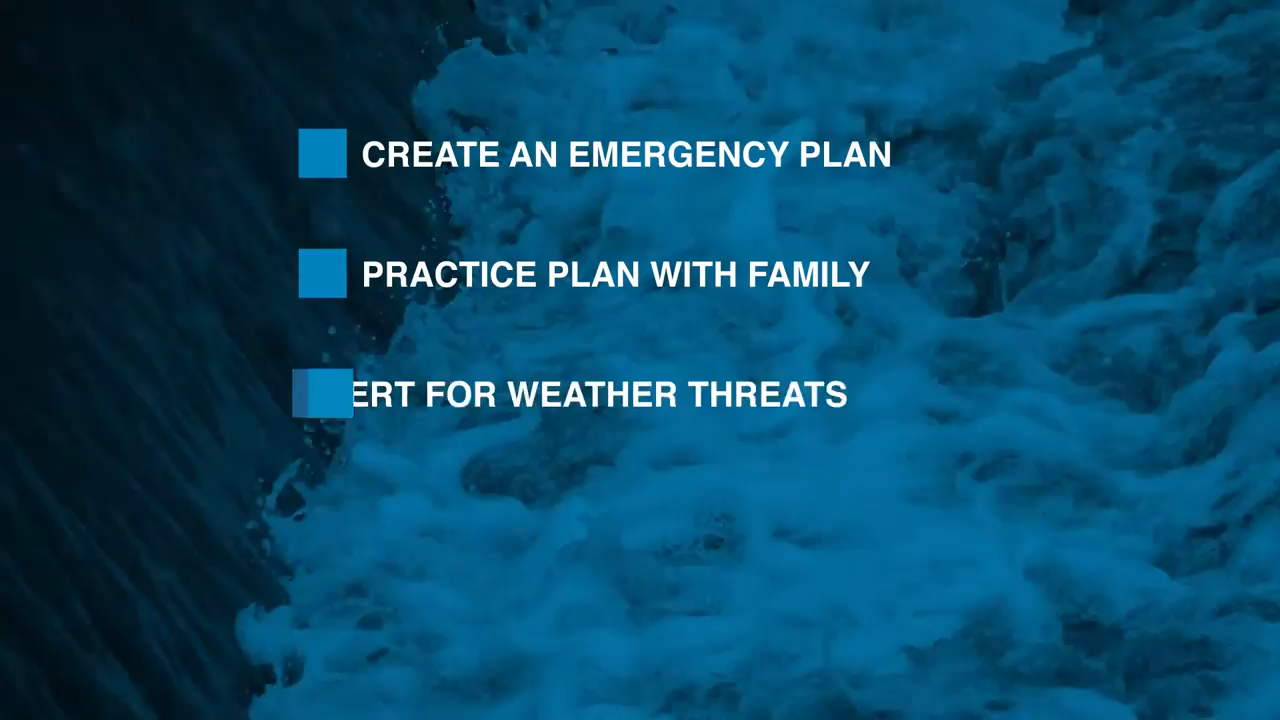 CREATE AN EMERGENCY PLAN
PRACTICE PLAN WITH FAMILY
ERT FOR WEATHER THREATS